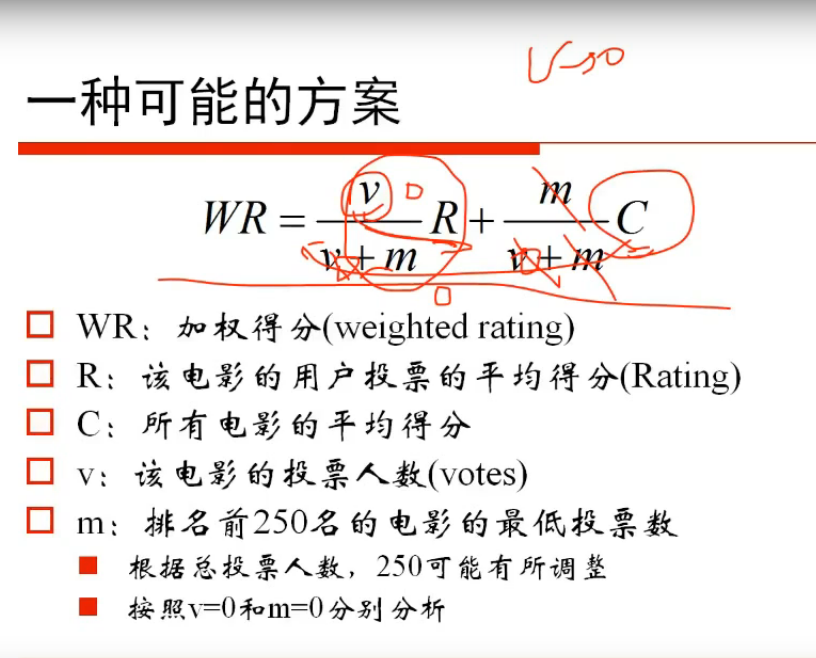 V→0
一种可能的方案
WR = \frac{v}{v+m}R + \frac{m}{v+m}C
0
0
WR：加权得分(weighted rating)
R：该电影的用户投票的平均得分(Rating)
C：所有电影的平均得分
v：该电影的投票人数(votes)
m：排名前250名的电影的最低投票数
根据总投票人数，250可能有所调整
按照v=0和m=0分别分析